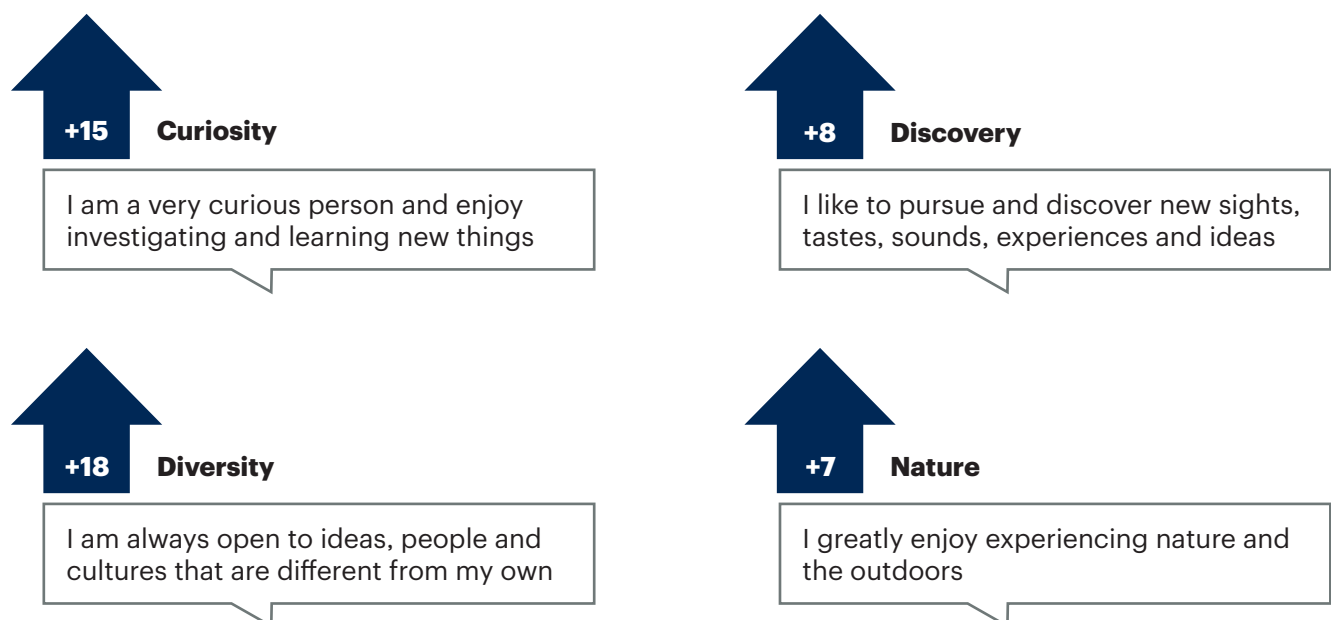 +15 Curiosity
I am a very curious person and enjoy
investigating and learning new things
+8 Discovery
I like to pursue and discover new sights,
tastes, sounds, experiences and ideas
+18 Diversity
I am always open to ideas, people and
cultures that are different from my own
+7 Nature
I greatly enjoy experiencing nature and
the outdoors